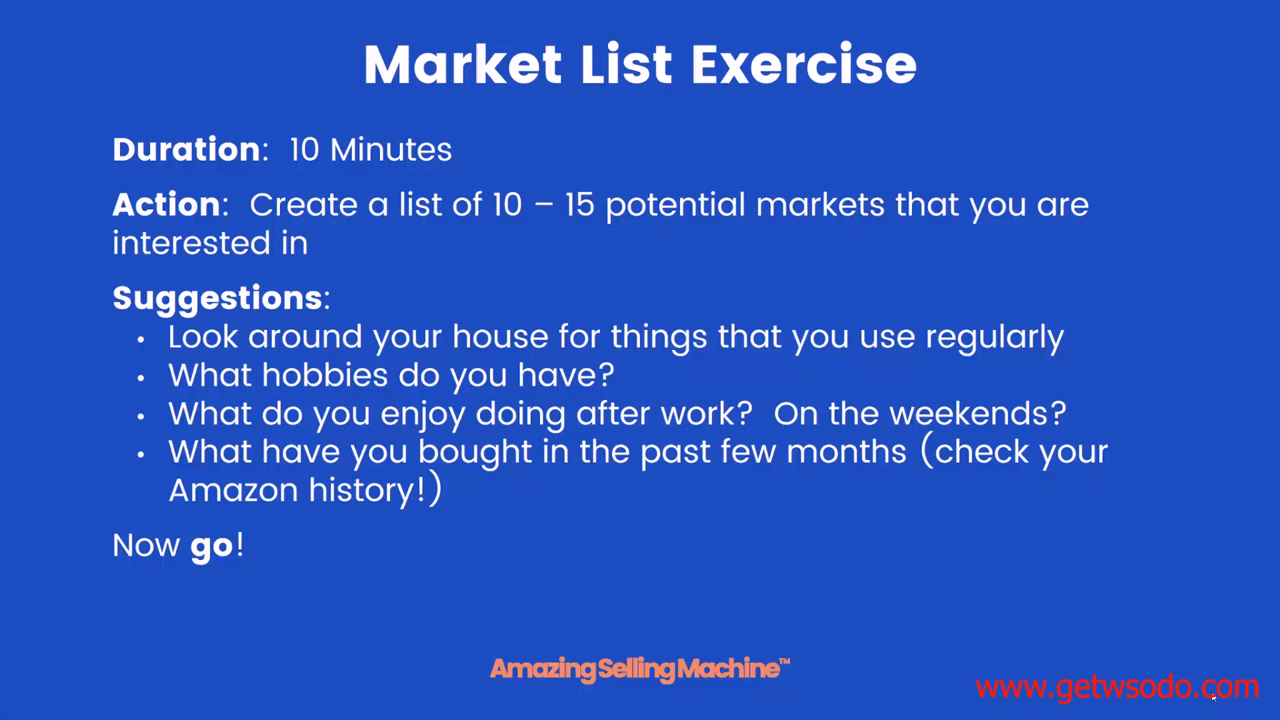 Market List Exercise
Duration:  10 Minutes
Action:  Create a list of 10 – 15 potential markets that you are
interested in
Suggestions:
• Look around your house for things that you use regularly
• What hobbies do you have?
• What do you enjoy doing after work?  On the weekends?
• What have you bought in the past few months (check your
Amazon history!)
Now go!
AmazingSellingMachine™
www.getwsodo.com